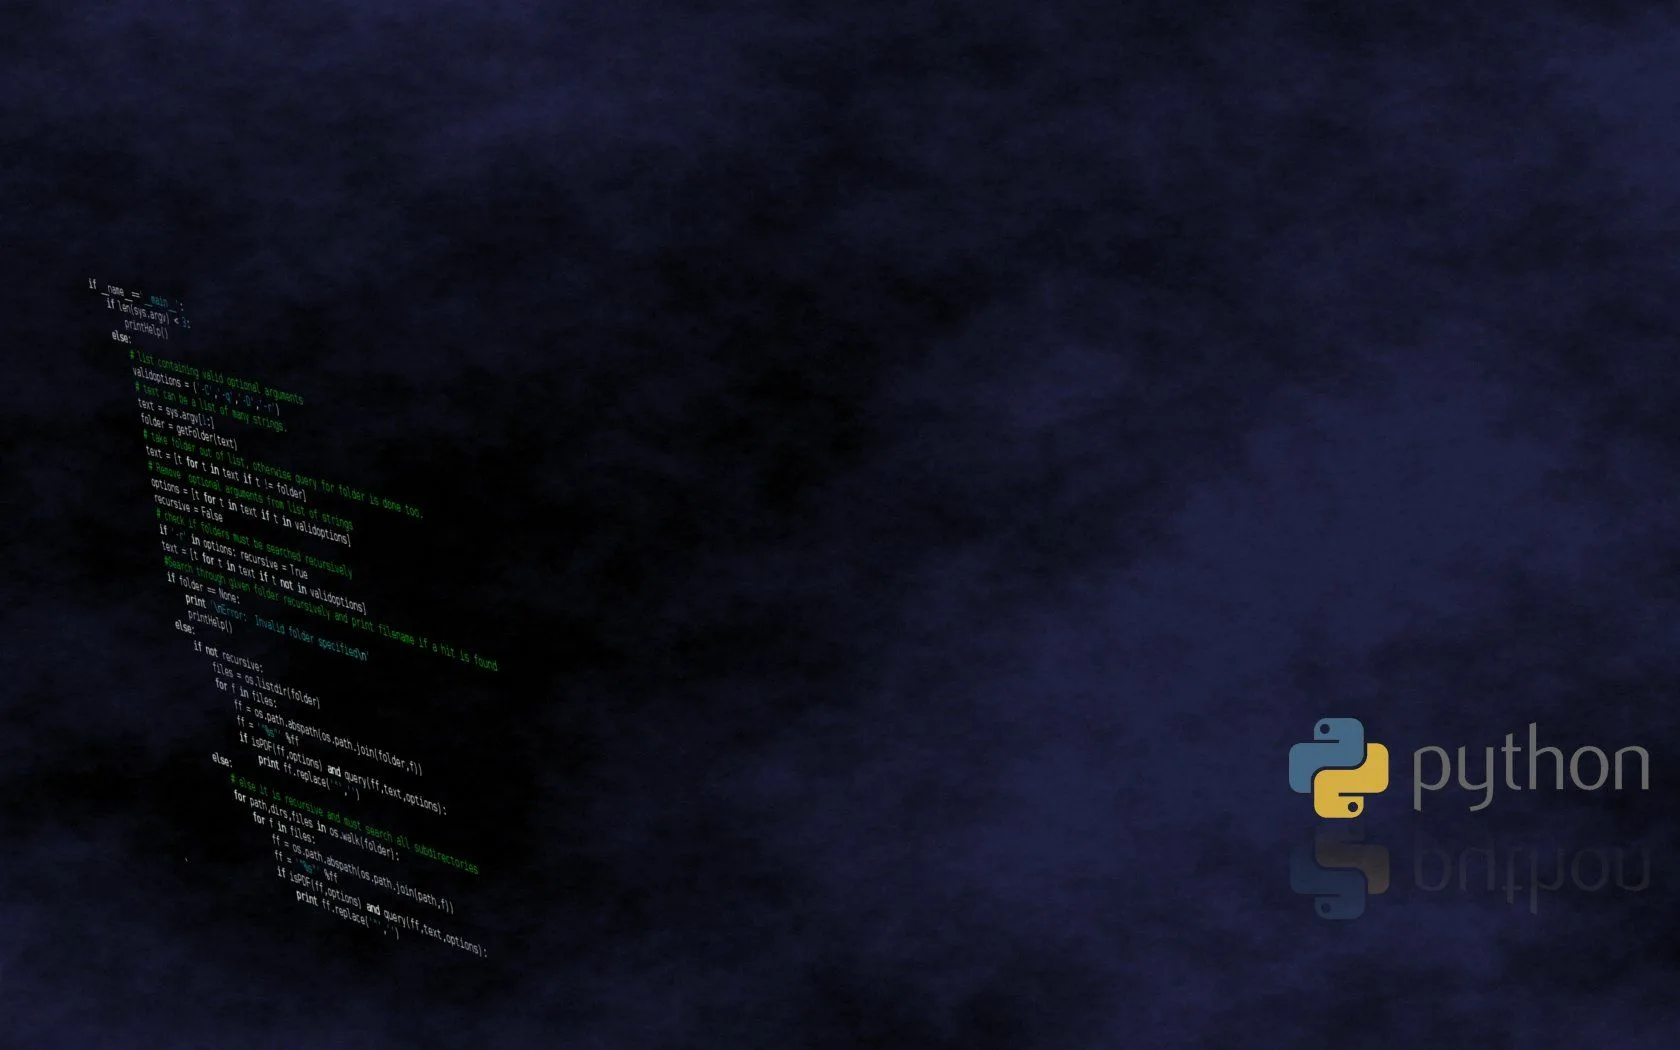 if __name__=='__main__':
if len(sys.argv) < 3:
printHelp()
else:
# list containing valid optional arguments
validoptions = ('-C','-q','-D','-r')
# text can be a list of many strings.
text = sys.argv[1:]
folder = getFolder(text)
# take folder out of list, otherwise query for folder is done too.
text = [t for t in text if t != folder]
# Remove optional arguments from list of strings
options = [t for t in text if t in validoptions]
recursive = False
# check if folders must be searched recursively
if '-r' in options: recursive = True
text = [t for t in text if t not in validoptions]
#Search through given folder recursively and print filename if a hit is found
if folder == None:
print '\nError: Invalid folder specified\n'
printHelp()
else:
if not recursive:
files = os.listdir(folder)
for f in files:
ff = os.path.abspath(os.path.join(folder,f))
ff = '"%s"' %ff
if isPDF(ff,options) and query(ff,text,options):
print ff.replace('"','')
else:
# else it is recursive and must search all subdirectories
for path,dirs,files in os.walk(folder):
for f in files:
ff = os.path.abspath(os.path.join(path,f))
ff = '"%s"' %ff
if isPDF(ff,options) and query(ff,text,options):
print ff.replace('"','')
python